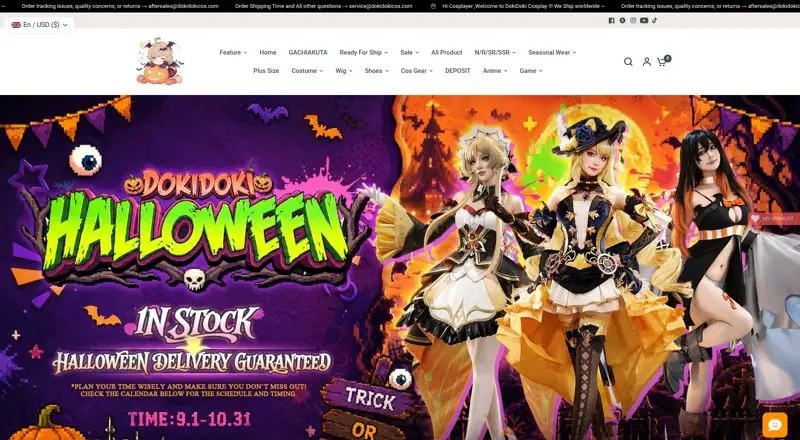 Order tracking issues, quality concerns, or returns → aftersales@dokidokicos.com
Order Shipping Time and All other questions → service@dokidokicos.com
Hi Cosplayer ,Welcome to DokiDoki Cosplay !!! We Ship worldwide ~
Order tracking issues, quality concerns, or returns → aftersales@dokidokicos.com
En / USD ($)
Feature
Home
GACHIAKUTA
Ready For Ship
Sale
All Product
N/R/SR/SSR
Seasonal Wear
Plus Size
Costume
Wig
Shoes
Cos Gear
DEPOSIT
Anime
Game
0
DOKIDOKI
HALLOWEEN
IN STOCK
HALLOWEEN DELIVERY GUARANTEED
*PLAN YOUR TIME WISELY AND MAKE SURE YOU DON'T MISS OUT!
CHECK THE CALENDAR BELOW FOR THE SCHEDULE AND TIMING.
TIME:9.1-10.31
TRICK
OR
MY WISHLIST